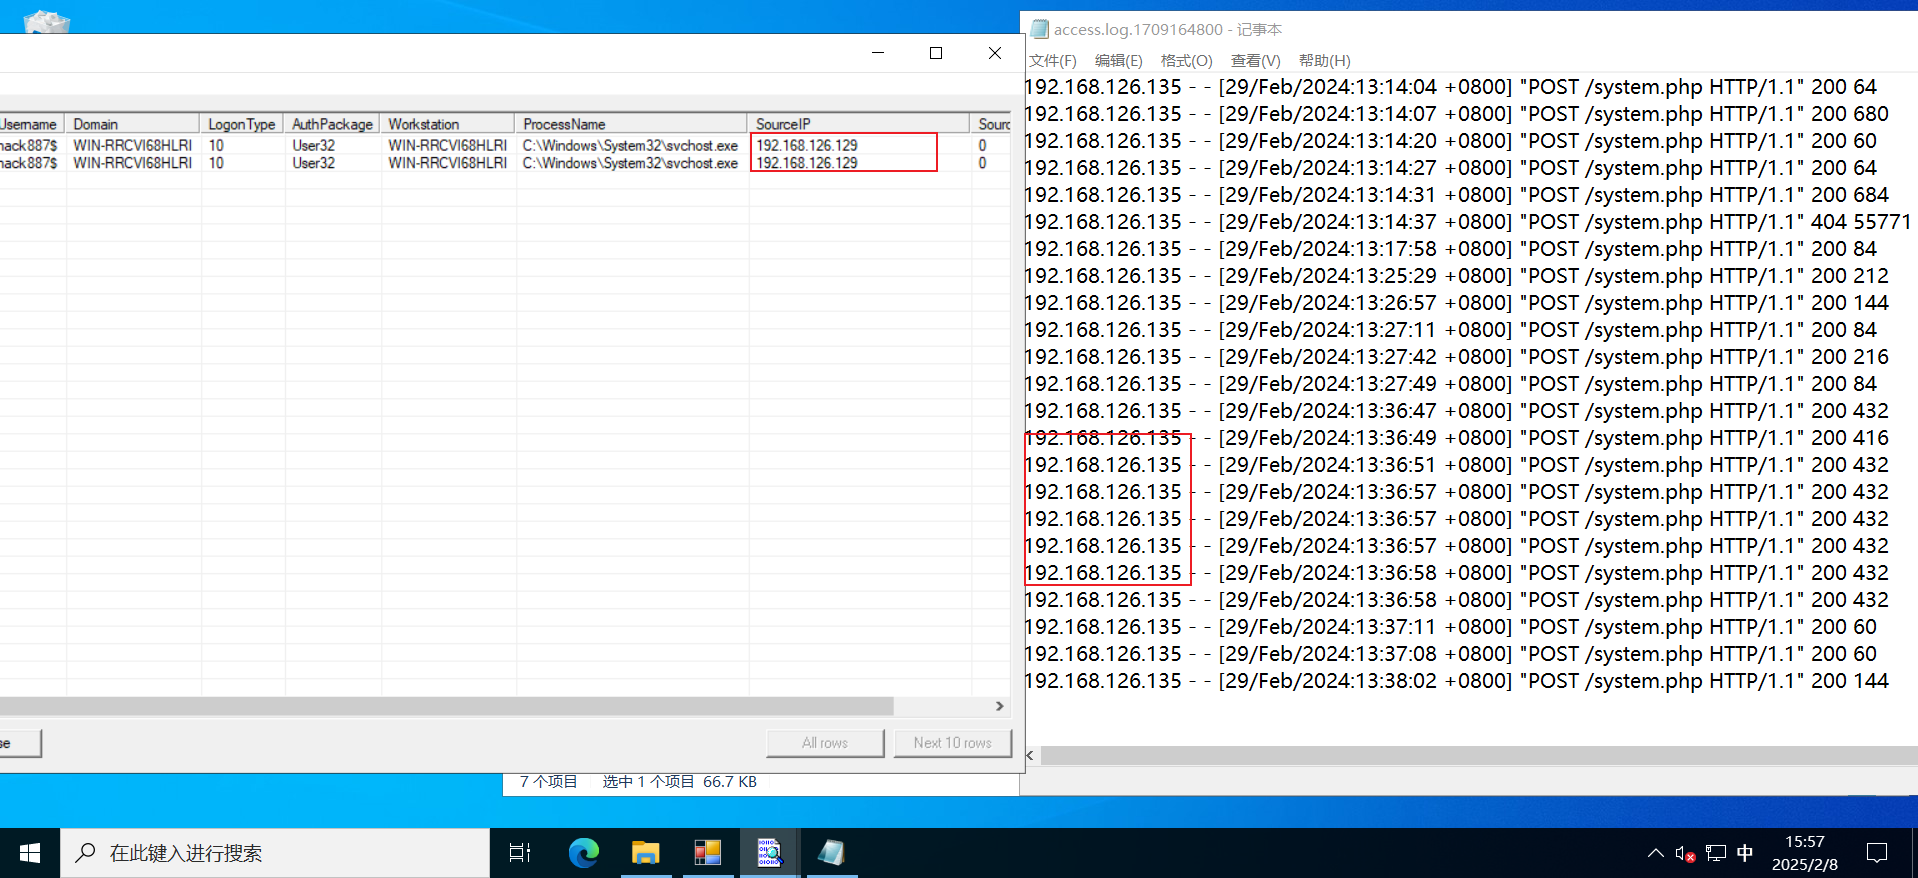 Username Domain LogonType AuthPackage Workstation ProcessName SourceIP Sourc
hack887$ WIN-RRCVI68HLRI 10 User32 WIN-RRCVI68HLRI C:\Windows\System32\svchost.exe 192.168.126.129 0
hack887$ WIN-RRCVI68HLRI 10 User32 WIN-RRCVI68HLRI C:\Windows\System32\svchost.exe 192.168.126.129 0
se All rows Next 10 rows
7 个项目 选中 1 个项目 66.7 KB
access.log.1709164800 - 记事本
文件(F) 编辑(E) 格式(O) 查看(V) 帮助(H)
192.168.126.135 - - [29/Feb/2024:13:14:04 +0800] "POST /system.php HTTP/1.1" 200 64
192.168.126.135 - - [29/Feb/2024:13:14:07 +0800] "POST /system.php HTTP/1.1" 200 680
192.168.126.135 - - [29/Feb/2024:13:14:20 +0800] "POST /system.php HTTP/1.1" 200 60
192.168.126.135 - - [29/Feb/2024:13:14:27 +0800] "POST /system.php HTTP/1.1" 200 64
192.168.126.135 - - [29/Feb/2024:13:14:31 +0800] "POST /system.php HTTP/1.1" 200 684
192.168.126.135 - - [29/Feb/2024:13:14:37 +0800] "POST /system.php HTTP/1.1" 404 55771
192.168.126.135 - - [29/Feb/2024:13:17:58 +0800] "POST /system.php HTTP/1.1" 200 84
192.168.126.135 - - [29/Feb/2024:13:25:29 +0800] "POST /system.php HTTP/1.1" 200 212
192.168.126.135 - - [29/Feb/2024:13:26:57 +0800] "POST /system.php HTTP/1.1" 200 144
192.168.126.135 - - [29/Feb/2024:13:27:11 +0800] "POST /system.php HTTP/1.1" 200 84
192.168.126.135 - - [29/Feb/2024:13:27:42 +0800] "POST /system.php HTTP/1.1" 200 216
192.168.126.135 - - [29/Feb/2024:13:27:49 +0800] "POST /system.php HTTP/1.1" 200 84
192.168.126.135 - - [29/Feb/2024:13:36:47 +0800] "POST /system.php HTTP/1.1" 200 432
192.168.126.135 - - [29/Feb/2024:13:36:49 +0800] "POST /system.php HTTP/1.1" 200 416
192.168.126.135 - - [29/Feb/2024:13:36:51 +0800] "POST /system.php HTTP/1.1" 200 432
192.168.126.135 - - [29/Feb/2024:13:36:57 +0800] "POST /system.php HTTP/1.1" 200 432
192.168.126.135 - - [29/Feb/2024:13:36:57 +0800] "POST /system.php HTTP/1.1" 200 432
192.168.126.135 - - [29/Feb/2024:13:36:57 +0800] "POST /system.php HTTP/1.1" 200 432
192.168.126.135 - - [29/Feb/2024:13:36:58 +0800] "POST /system.php HTTP/1.1" 200 432
192.168.126.135 - - [29/Feb/2024:13:36:58 +0800] "POST /system.php HTTP/1.1" 200 432
192.168.126.135 - - [29/Feb/2024:13:37:11 +0800] "POST /system.php HTTP/1.1" 200 60
192.168.126.135 - - [29/Feb/2024:13:37:08 +0800] "POST /system.php HTTP/1.1" 200 60
192.168.126.135 - - [29/Feb/2024:13:38:02 +0800] "POST /system.php HTTP/1.1" 200 144
在此键入进行搜索
中
15:57
2025/2/8